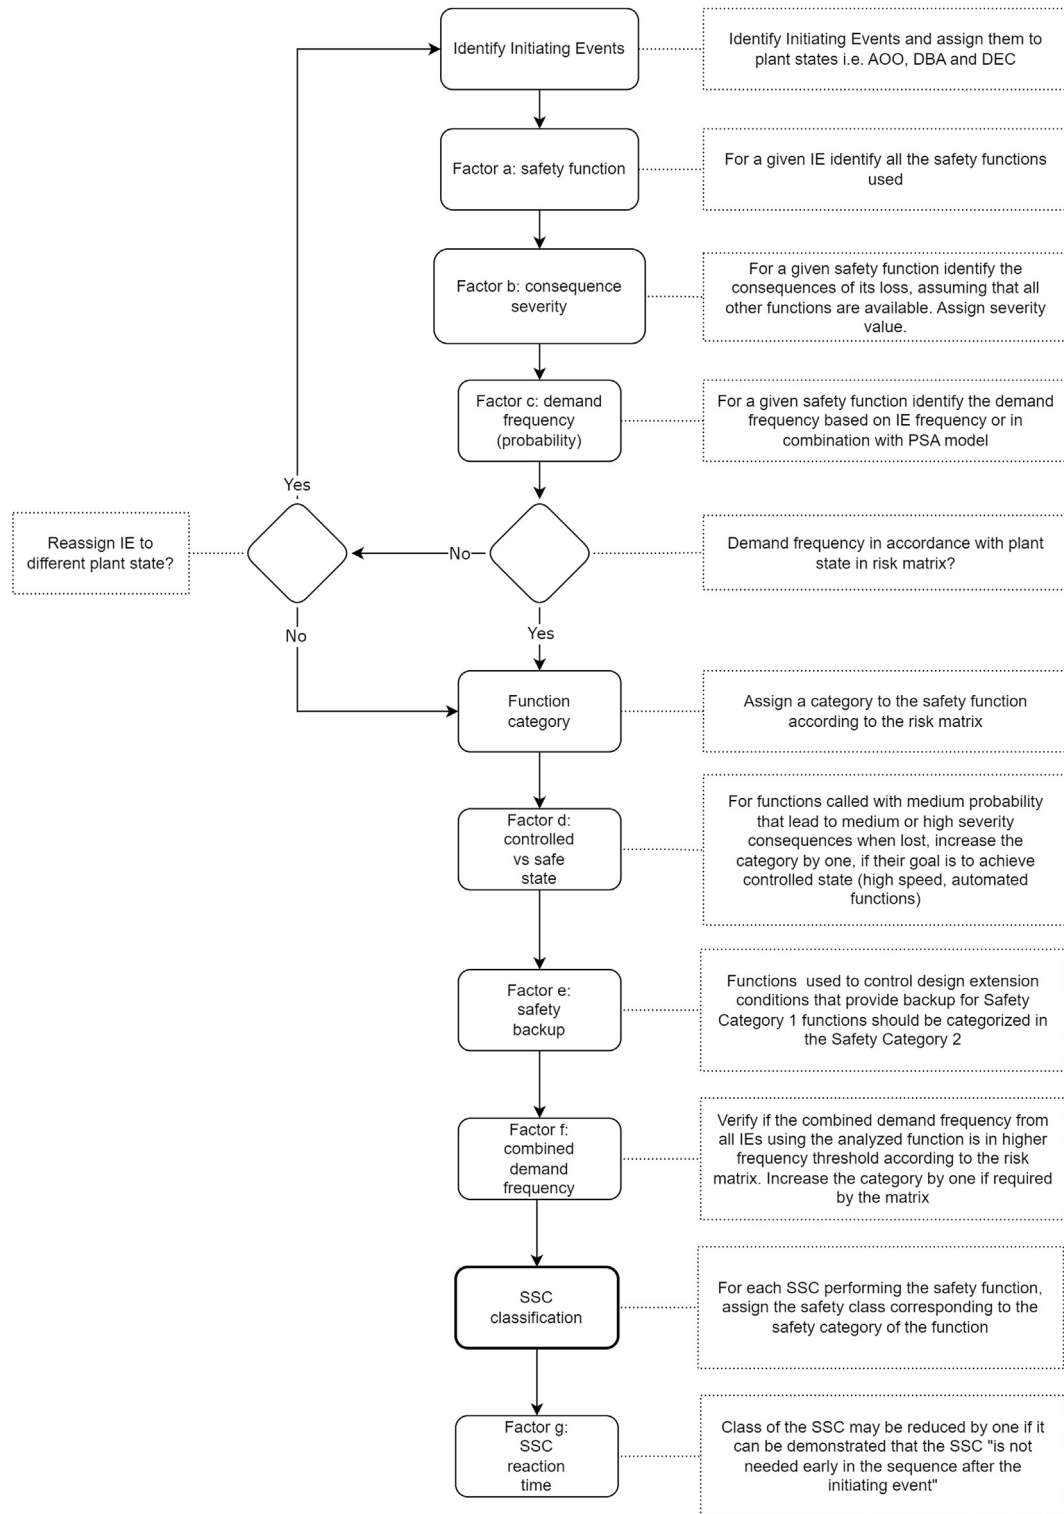 Identify Initiating Events
Identify Initiating Events and assign them to
plant states i.e. AOO, DBA and DEC
Factor a: safety function
For a given IE identify all the safety functions
used
Factor b: consequence
severity
For a given safety function identify the
consequences of its loss, assuming that all
other functions are available. Assign severity
value.
Factor c: demand
frequency
(probability)
For a given safety function identify the demand
frequency based on IE frequency or in
combination with PSA model
Yes
Reassign IE to
different plant state?
No
Demand frequency in accordance with plant
state in risk matrix?
No
Yes
Function
category
Assign a category to the safety function
according to the risk matrix
Factor d:
controlled
vs safe
state
For functions called with medium probability
that lead to medium or high severity
consequences when lost, increase the
category by one, if their goal is to achieve
controlled state (high speed, automated
functions)
Factor e:
safety
backup
Functions used to control design extension
conditions that provide backup for Safety
Category 1 functions should be categorized in
the Safety Category 2
Factor f:
combined
demand
frequency
Verify if the combined demand frequency from
all IEs using the analyzed function is in higher
frequency threshold according to the risk
matrix. Increase the category by one if required
by the matrix
SSC
classification
For each SSC performing the safety function,
assign the safety class corresponding to the
safety category of the function
Factor g:
SSC
reaction
time
Class of the SSC may be reduced by one if it
can be demonstrated that the SSC "is not
needed early in the sequence after the
initiating event"